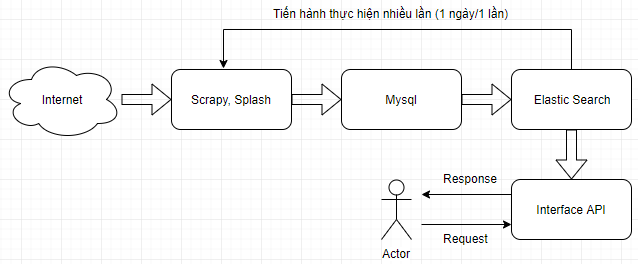 Tiến hành thực hiện nhiều lần (1 ngày/1 lần)
Internet
Scrapy, Splash
Mysql
Elastic Search
Response
Interface API
Request
Actor